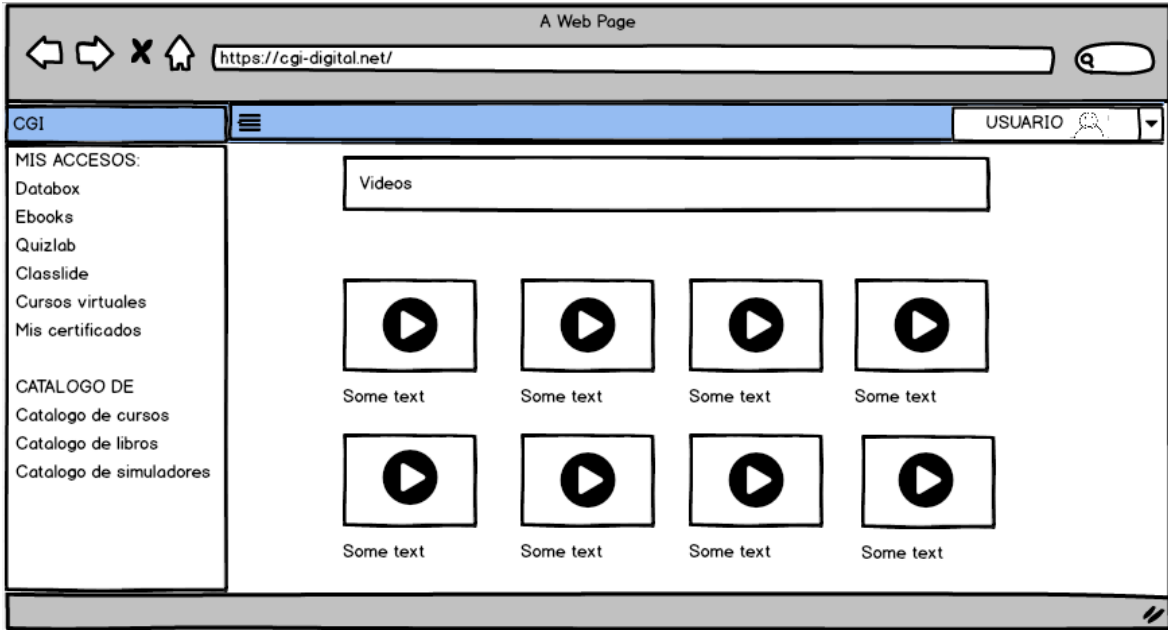 A Web Page
https://cgi-digital.net/
CGI
USUARIO
MIS ACCESOS:
Databox
Ebooks
Quizlab
Classlide
Cursos virtuales
Mis certificados
CATALOGO DE
Catalogo de cursos
Catalogo de libros
Catalogo de simuladores
Videos
Some text
Some text
Some text
Some text
Some text
Some text
Some text
Some text